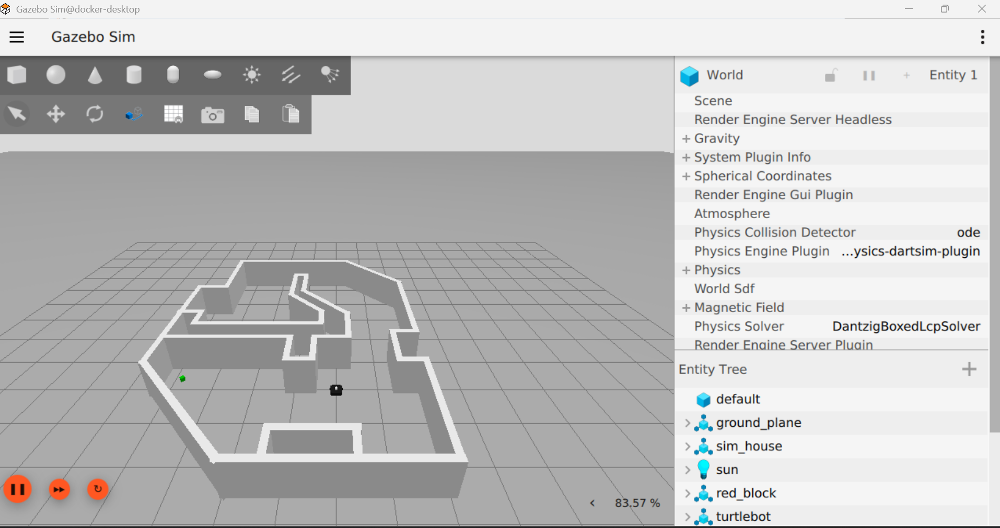 Gazebo Sim@docker-desktop
Gazebo Sim
World
Entity 1
Scene
Render Engine Server Headless
Gravity
System Plugin Info
Spherical Coordinates
Render Engine Gui Plugin
Atmosphere
Physics Collision Detector ode
Physics Engine Plugin ...ysics-dartsim-plugin
Physics
World Sdf
Magnetic Field
Physics Solver DantzigBoxedLcpSolver
Render Engine Server Plugin
Entity Tree
default
ground_plane
sim_house
sun
red_block
turtlebot
83.57 %